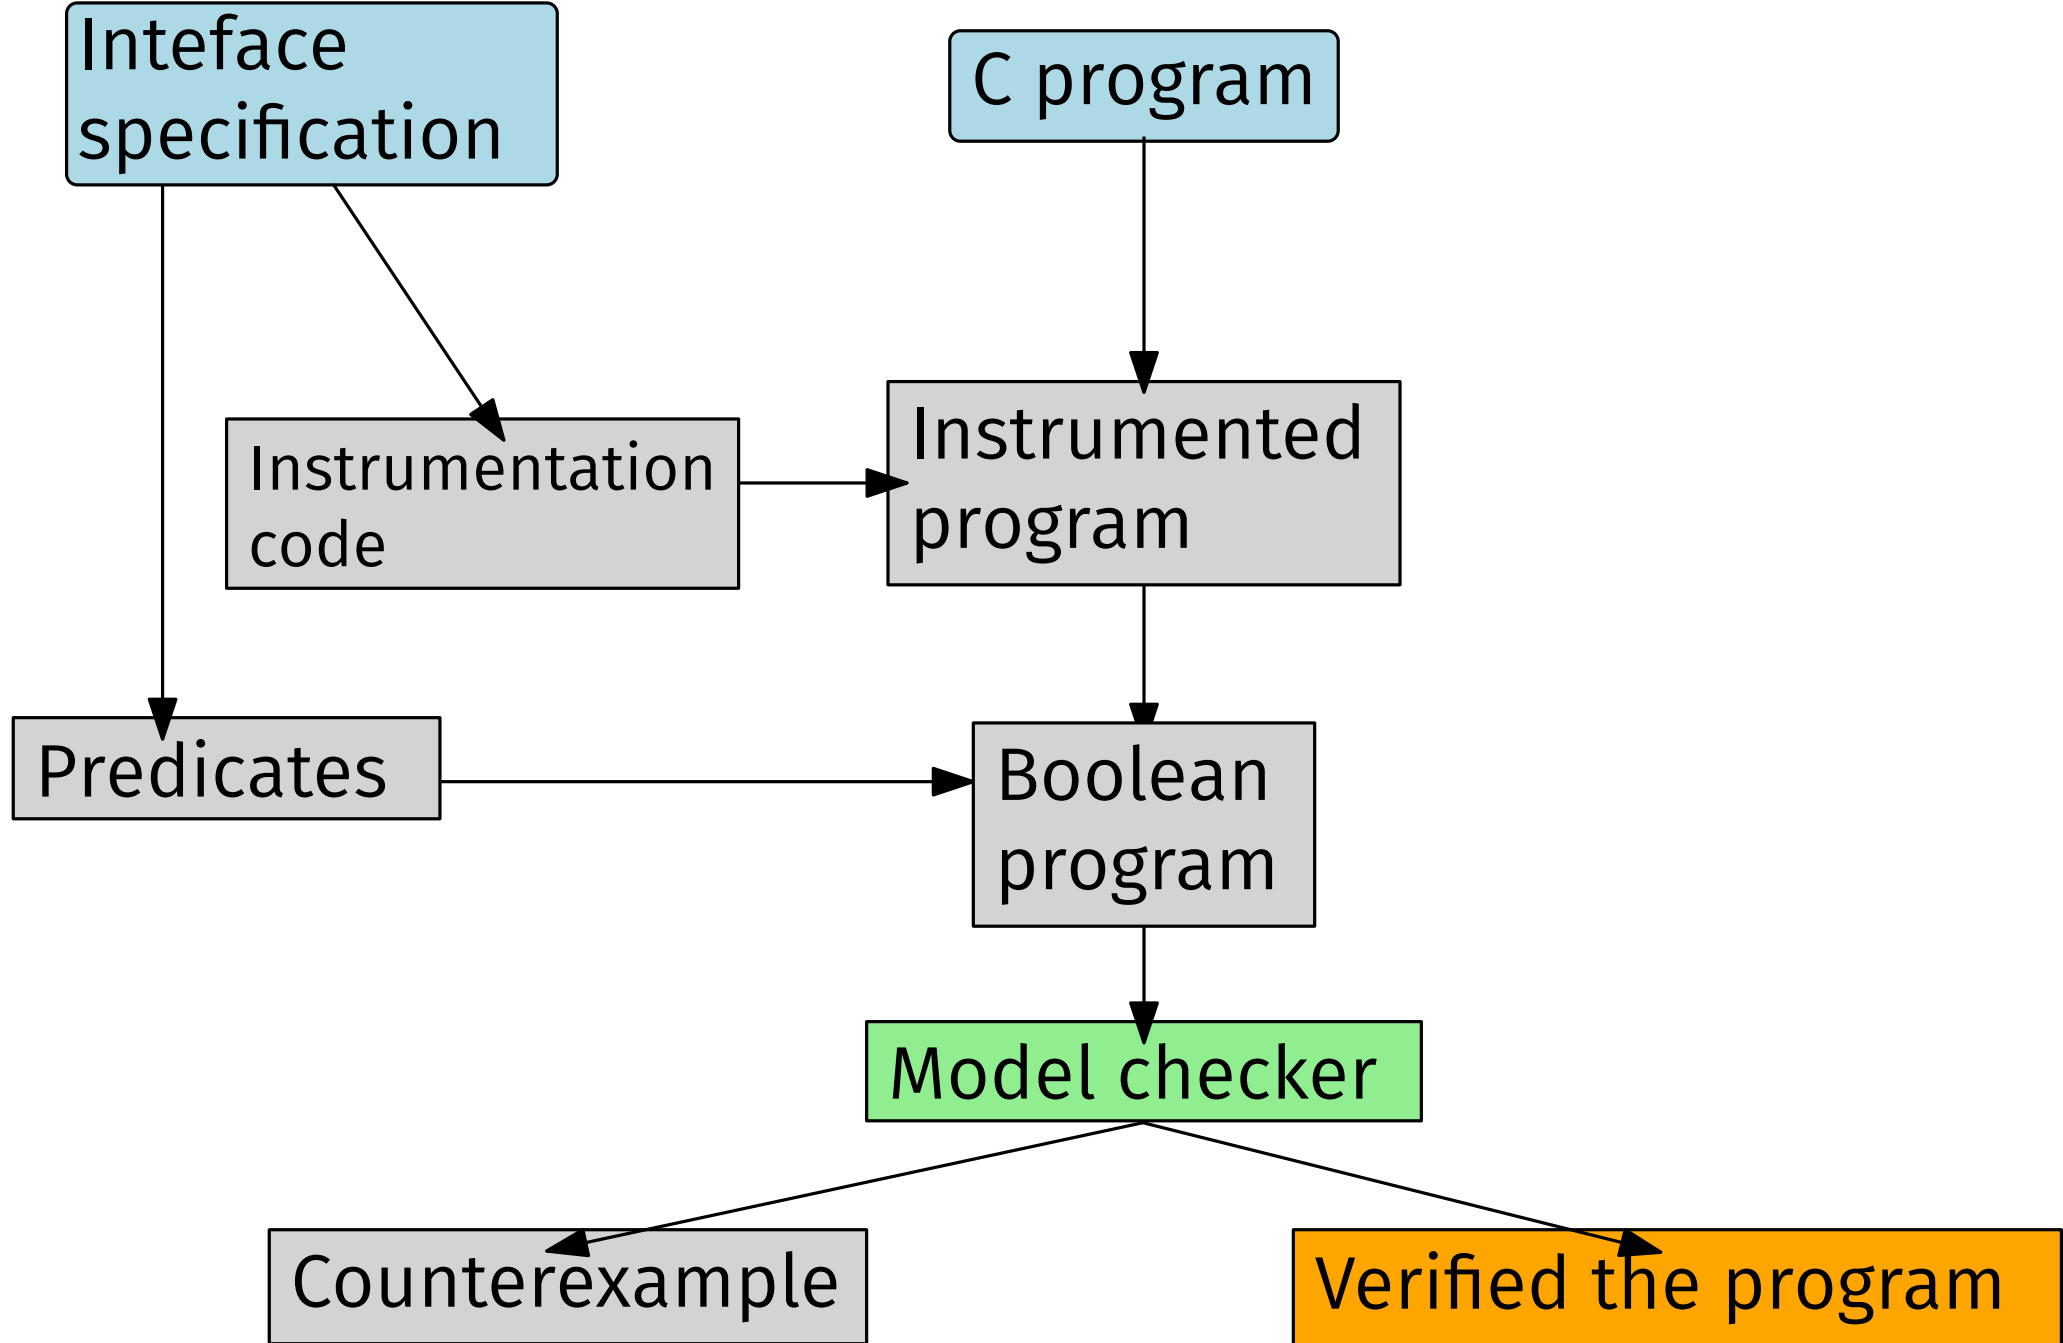 Inteface
specification
C program
Instrumentation
code
Instrumented
program
Predicates
Boolean
program
Model checker
Counterexample
Verified the program